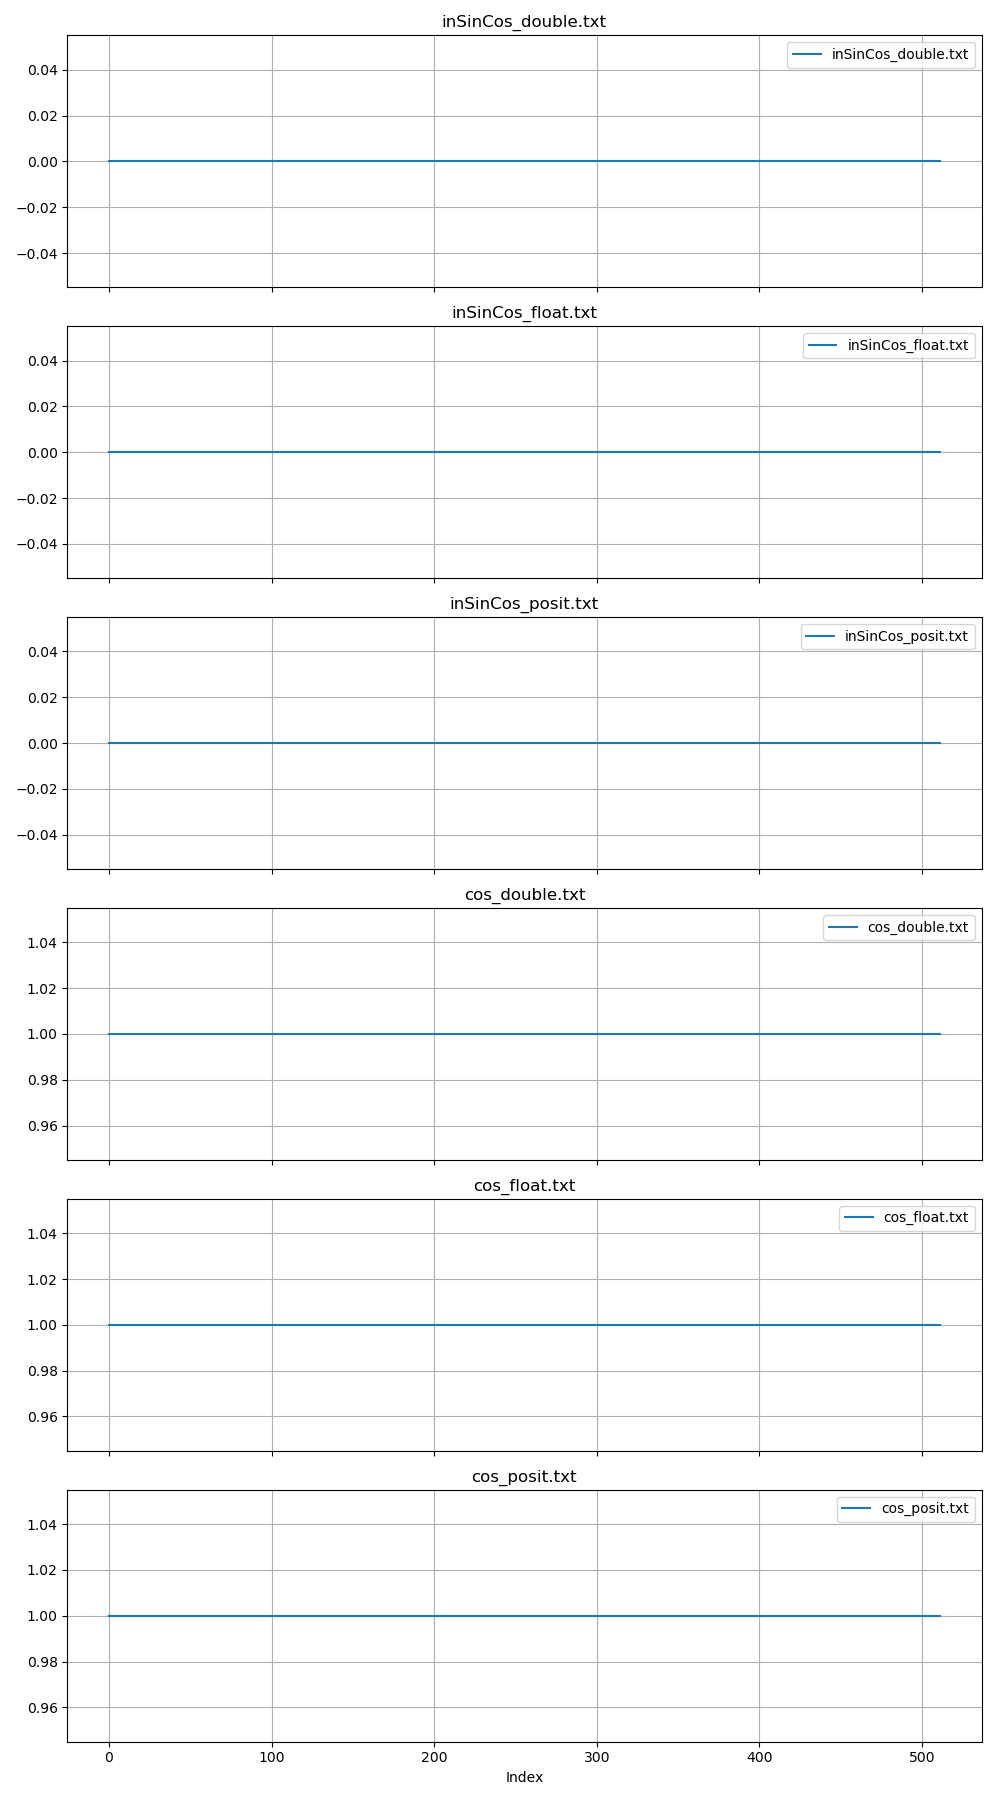 inSinCos_double.txt
inSinCos_double.txt
0.04
0.02
0.00
−0.02
−0.04
inSinCos_float.txt
inSinCos_float.txt
0.04
0.02
0.00
−0.02
−0.04
inSinCos_posit.txt
inSinCos_posit.txt
0.04
0.02
0.00
−0.02
−0.04
cos_double.txt
cos_double.txt
1.04
1.02
1.00
0.98
0.96
cos_float.txt
cos_float.txt
1.04
1.02
1.00
0.98
0.96
cos_posit.txt
cos_posit.txt
1.04
1.02
1.00
0.98
0.96
0 100 200 300 400 500
Index